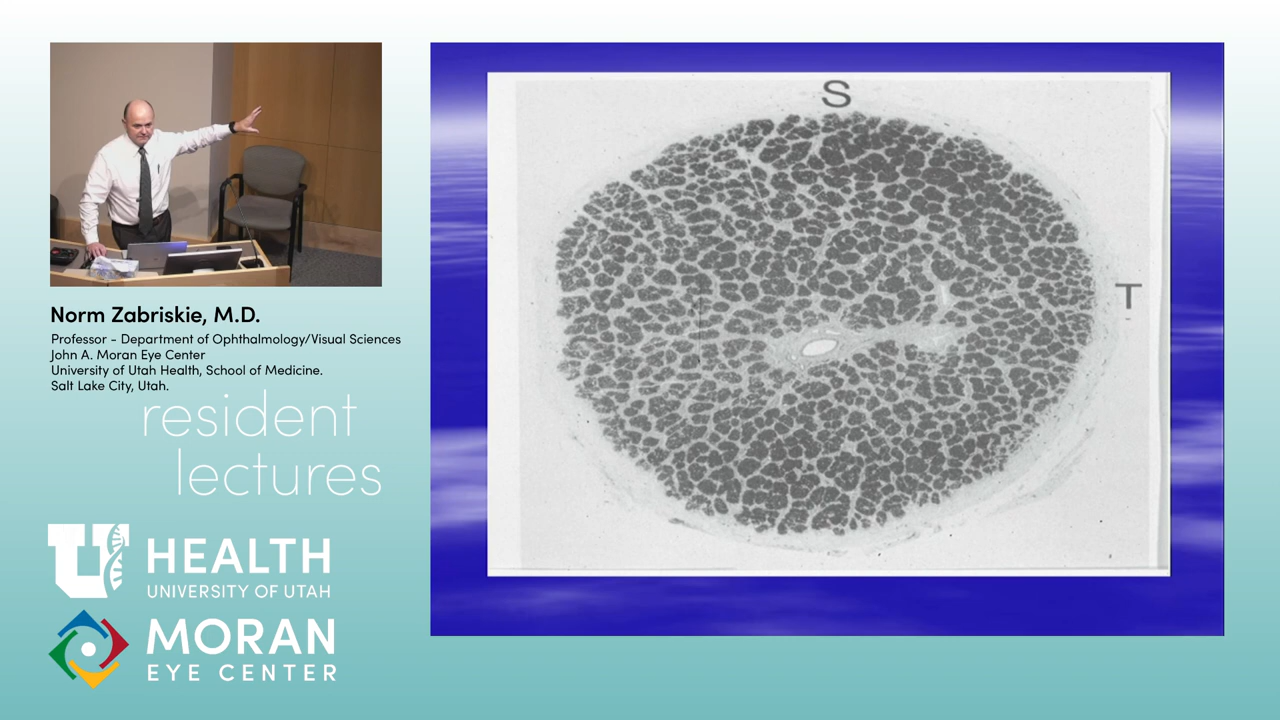 Norm Zabriskie, M.D.
Professor - Department of Ophthalmology/Visual Sciences
John A. Moran Eye Center
University of Utah Health, School of Medicine.
Salt Lake City, Utah.
resident
lectures
U HEALTH
UNIVERSITY OF UTAH
MORAN
EYE CENTER
S
T